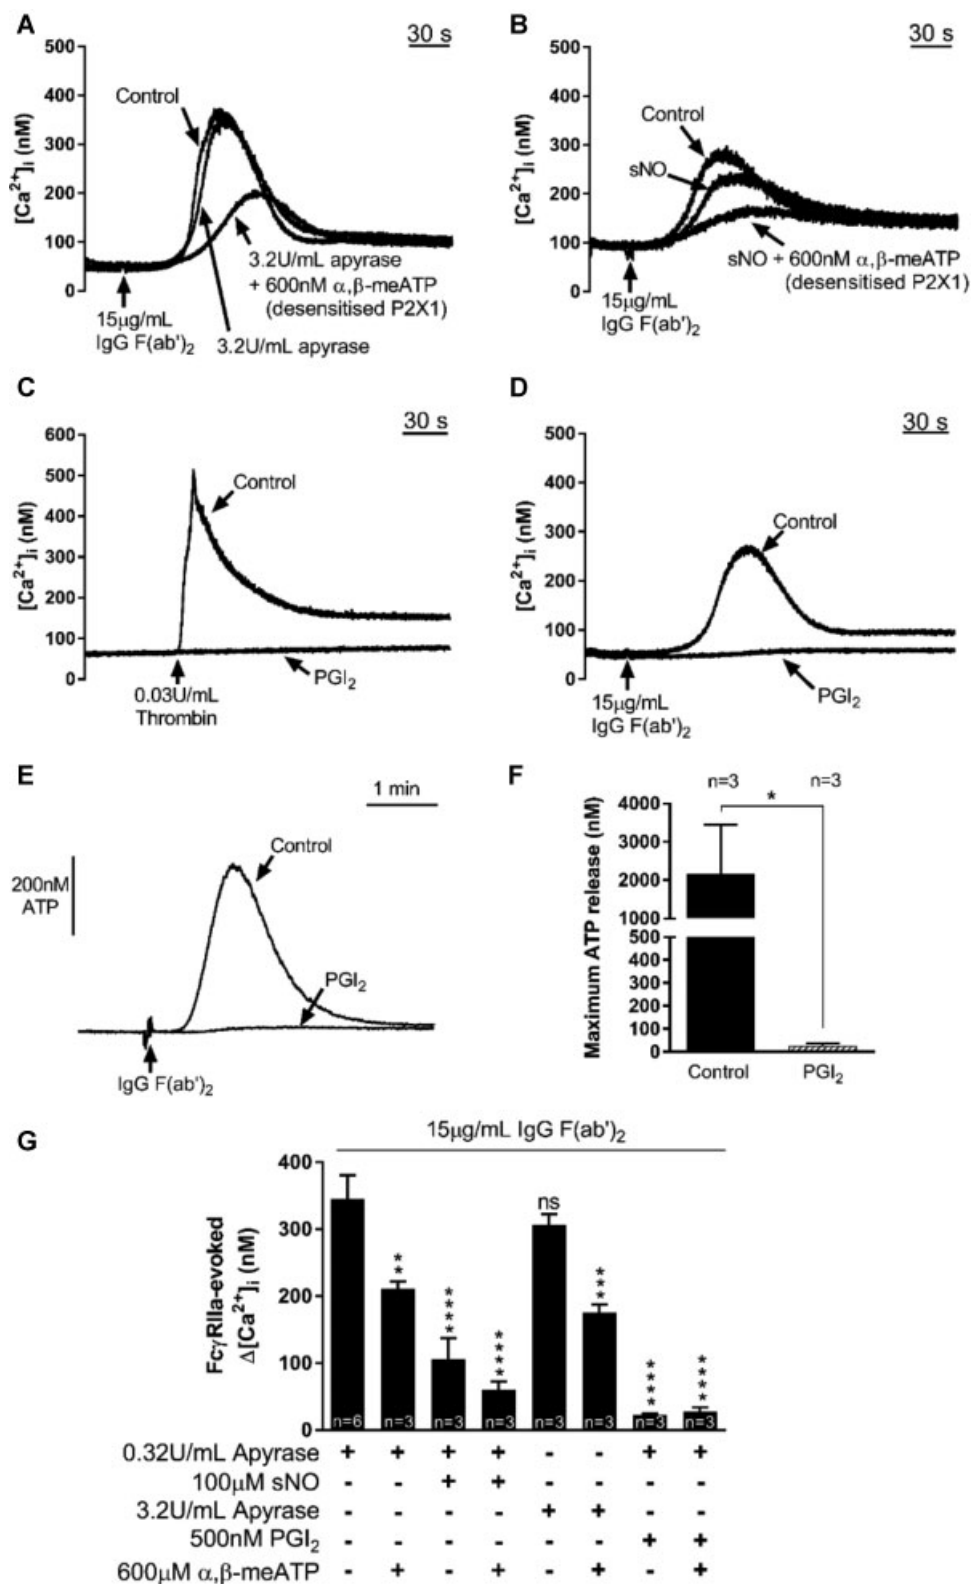 A
30 s
500
400
300
200
100
0
[Ca²⁺]ᵢ (nM)
Control
3.2U/mL apyrase
+ 600nM α,β-meATP
(desensitised P2X1)
15µg/mL
IgG F(ab')₂
3.2U/mL apyrase
B
30 s
500
400
300
200
100
0
[Ca²⁺]ᵢ (nM)
Control
sNO
sNO + 600nM α,β-meATP
(desensitised P2X1)
15µg/mL
IgG F(ab')₂
C
30 s
600
500
400
300
200
100
0
[Ca²⁺]ᵢ (nM)
Control
PGI₂
0.03U/mL
Thrombin
D
30 s
500
400
300
200
100
0
[Ca²⁺]ᵢ (nM)
Control
PGI₂
15µg/mL
IgG F(ab')₂
E
1 min
200nM
ATP
Control
PGI₂
IgG F(ab')₂
F
n=3 n=3
*
4000
3000
2000
1000
500
400
300
200
100
0
Maximum ATP release (nM)
Control PGI₂
G
15µg/mL IgG F(ab')₂
400
300
200
100
0
FcγRIIa-evoked
Δ[Ca²⁺]ᵢ (nM)
** **** **** ns *** **** ****
n=6 n=3 n=3 n=3 n=3 n=3 n=3 n=3
0.32U/mL Apyrase + + + + - - + +
100µM sNO - - + + - - - -
3.2U/mL Apyrase - - - - + + - -
500nM PGI₂ - - - - - - + +
600µM α,β-meATP - + - + - + - +